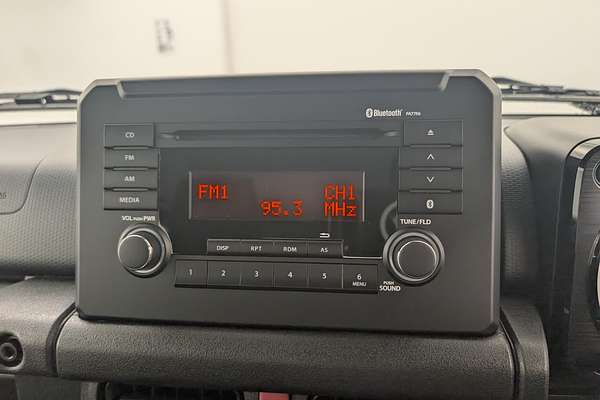 Bluetooth PA7795
CD
FM
AM
MEDIA
FM1 CH1
95.3 MHz
VOL PUSH PWR
TUNE/FLD
DISP RPT RDM AS
1 2 3 4 5 6
MENU
PUSH
SOUND